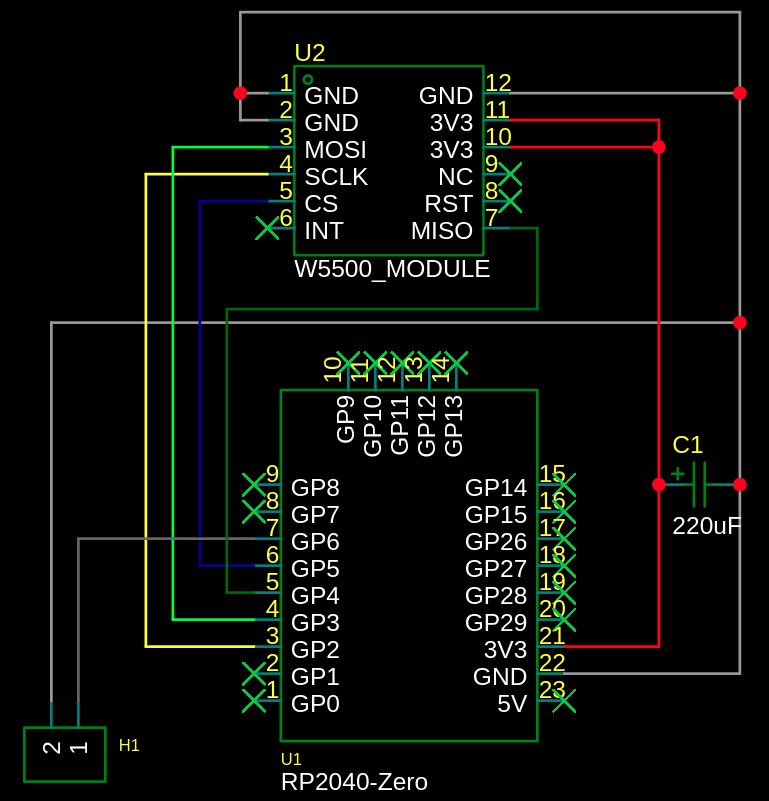 U2
1 GND GND 12
2 GND 3V3 11
3 MOSI 3V3 10
4 SCLK NC 9
5 CS RST 8
6 INT MISO 7
W5500_MODULE
10 11 12 13 14
GP9 GP10 GP11 GP12 GP13
C1
+
220uF
9 GP8 GP14 15
8 GP7 GP15 16
7 GP6 GP26 17
6 GP5 GP27 18
5 GP4 GP28 19
4 GP3 GP29 20
3 GP2 3V3 21
2 GP1 GND 22
1 GP0 5V 23
2 1 H1
U1
RP2040-Zero